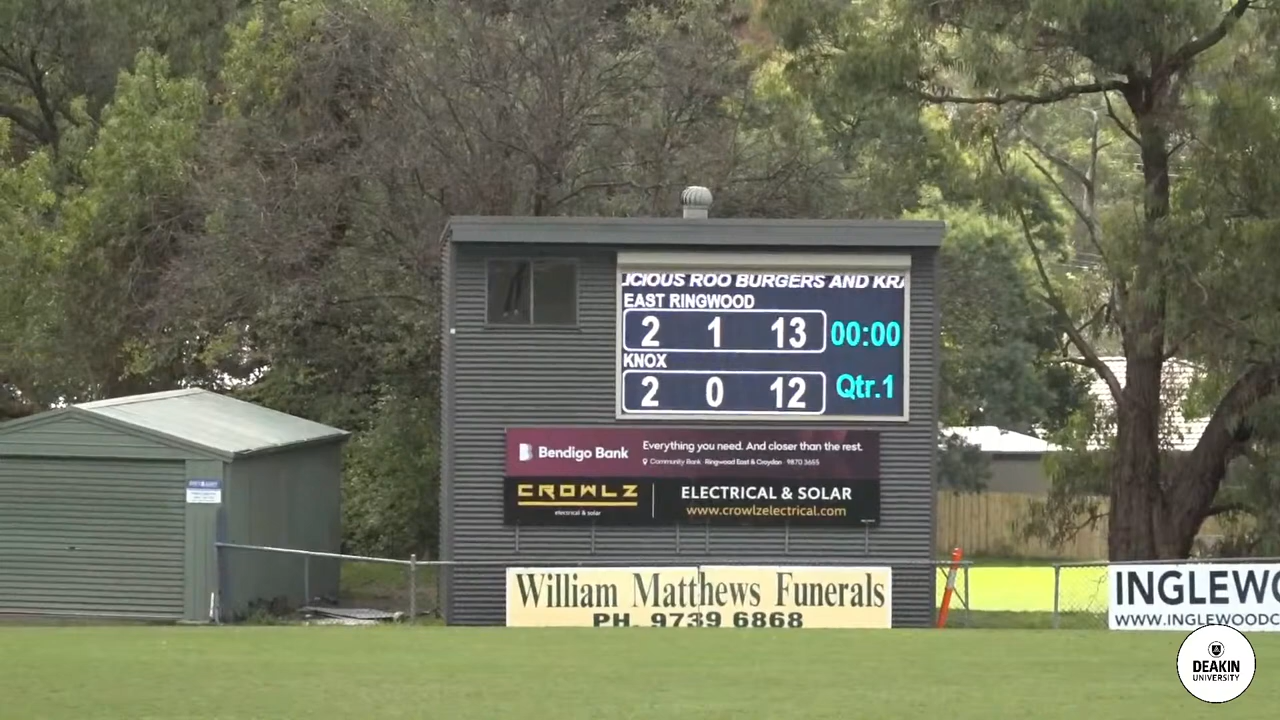 ICIOUS ROO BURGERS AND KRA
EAST RINGWOOD
2 1 13 00:00
KNOX
2 0 12 Qtr.1
Bendigo Bank
Everything you need. And closer than the rest.
Community Bank · Ringwood East & Croydon · 9870 3655
CROWLZ
electrical & solar
ELECTRICAL & SOLAR
www.crowlzelectrical.com
William Matthews Funerals
PH. 9739 6868
INGLEWO
WWW.INGLEWOODC
DEAKIN
UNIVERSITY